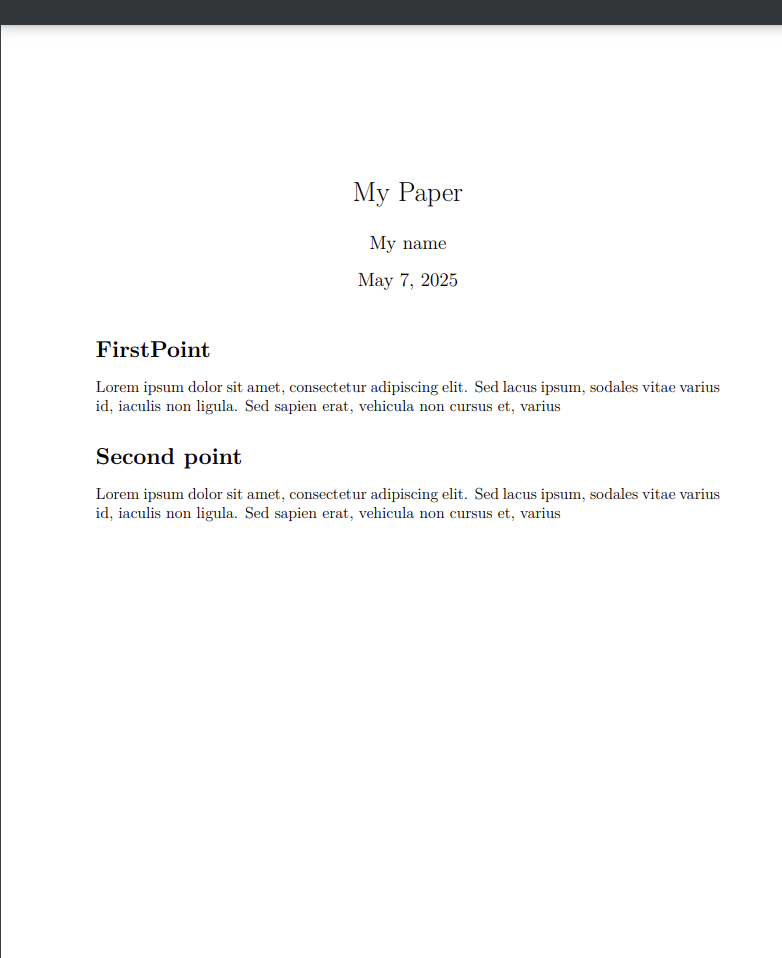 My Paper
My name
May 7, 2025
FirstPoint
Lorem ipsum dolor sit amet, consectetur adipiscing elit. Sed lacus ipsum, sodales vitae varius
id, iaculis non ligula. Sed sapien erat, vehicula non cursus et, varius
Second point
Lorem ipsum dolor sit amet, consectetur adipiscing elit. Sed lacus ipsum, sodales vitae varius
id, iaculis non ligula. Sed sapien erat, vehicula non cursus et, varius